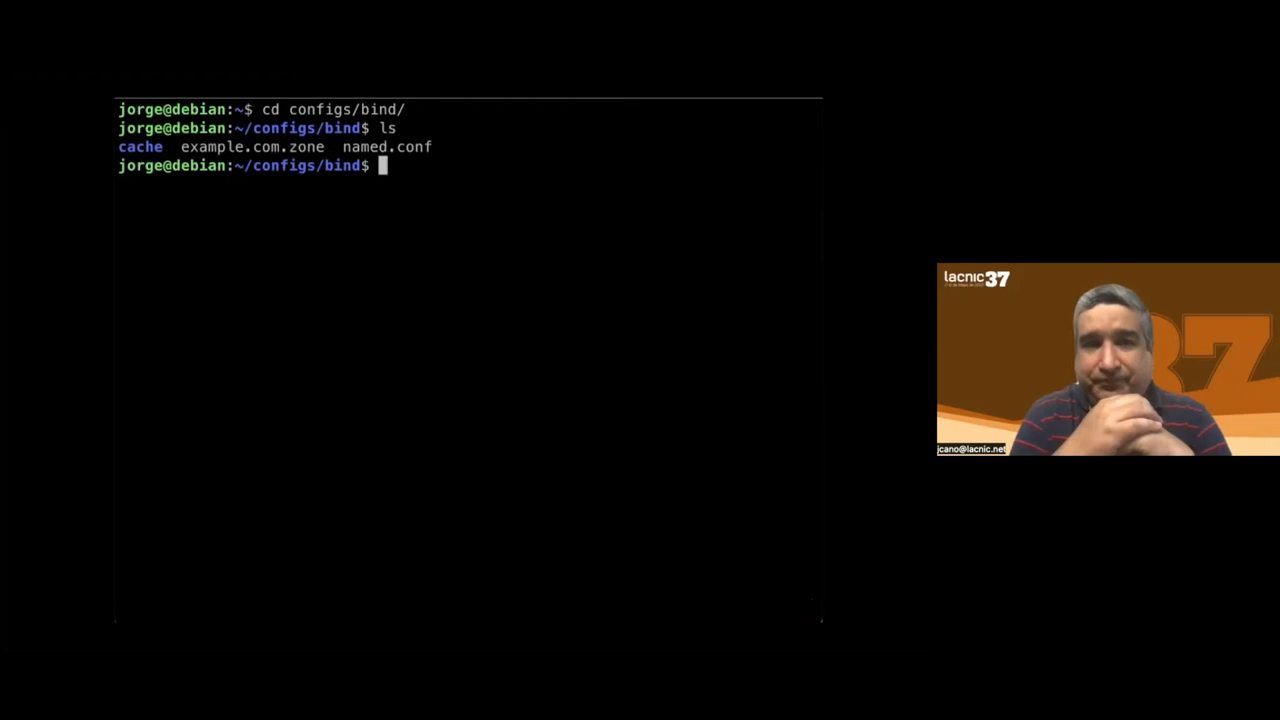 jorge@debian:~$ cd configs/bind/
jorge@debian:~/configs/bind$ ls
cache  example.com.zone  named.conf
jorge@debian:~/configs/bind$
lacnic37
37
jcano@lacnic.net